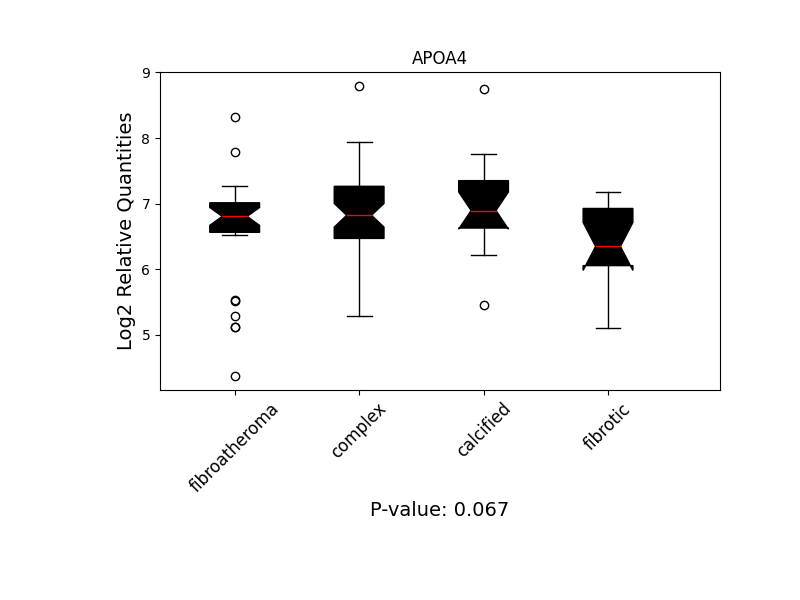 APOA4
Log2 Relative Quantities
9
8
7
6
5
fibroatheroma
complex
calcified
fibrotic
P-value: 0.067